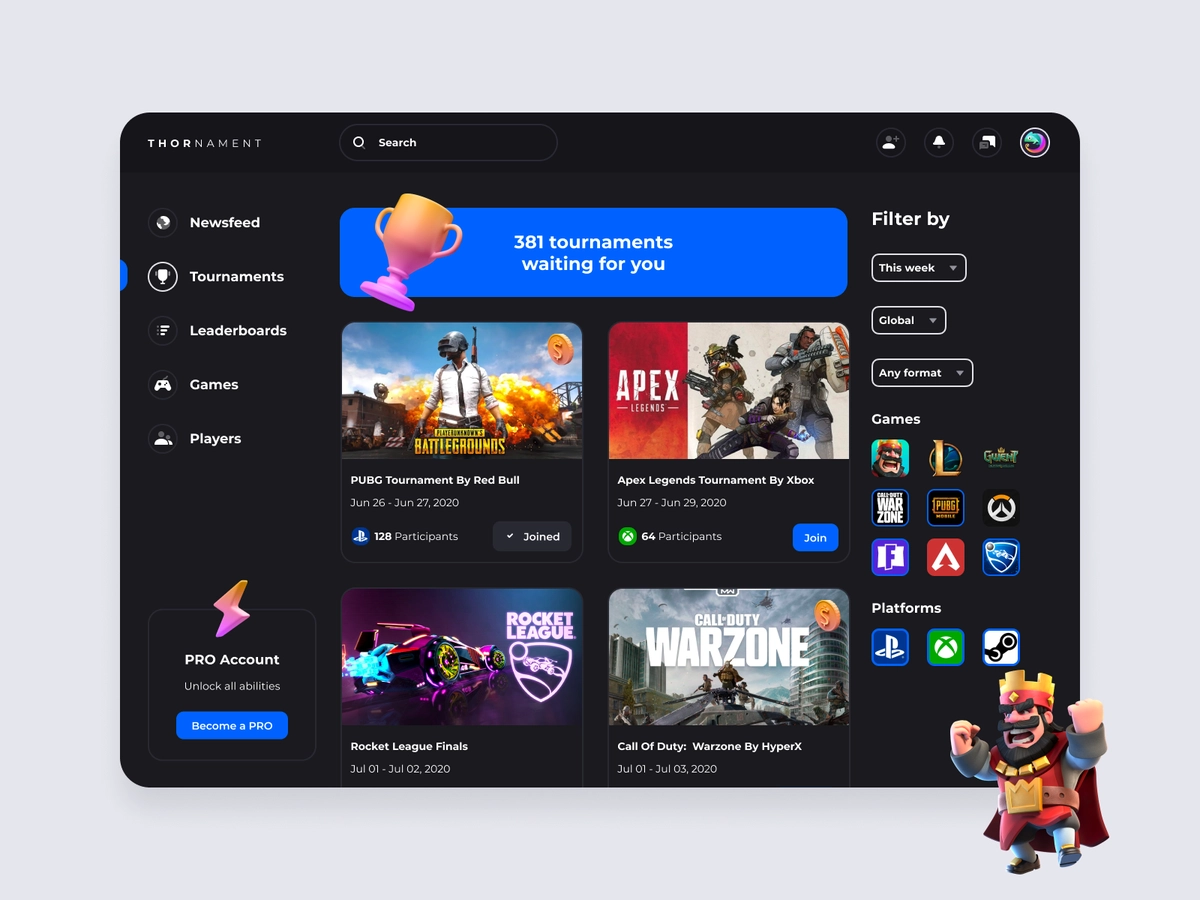 THORNAMENT
Search
Newsfeed
Tournaments
Leaderboards
Games
Players
PRO Account
Unlock all abilities
Become a PRO
381 tournaments
waiting for you
PLAYERUNKNOWN'S
BATTLEGROUNDS
PUBG Tournament By Red Bull
Jun 26 - Jun 27, 2020
128 Participants
Joined
APEX
LEGENDS
Apex Legends Tournament By Xbox
Jun 27 - Jun 29, 2020
64 Participants
Join
ROCKET
LEAGUE
Rocket League Finals
Jul 01 - Jul 02, 2020
MW
CALL OF DUTY
WARZONE
Call Of Duty: Warzone By HyperX
Jul 01 - Jul 03, 2020
Filter by
This week
Global
Any format
Games
GWENT
CALL OF DUTY
WAR
ZONE
PUBG
MOBILE
Platforms